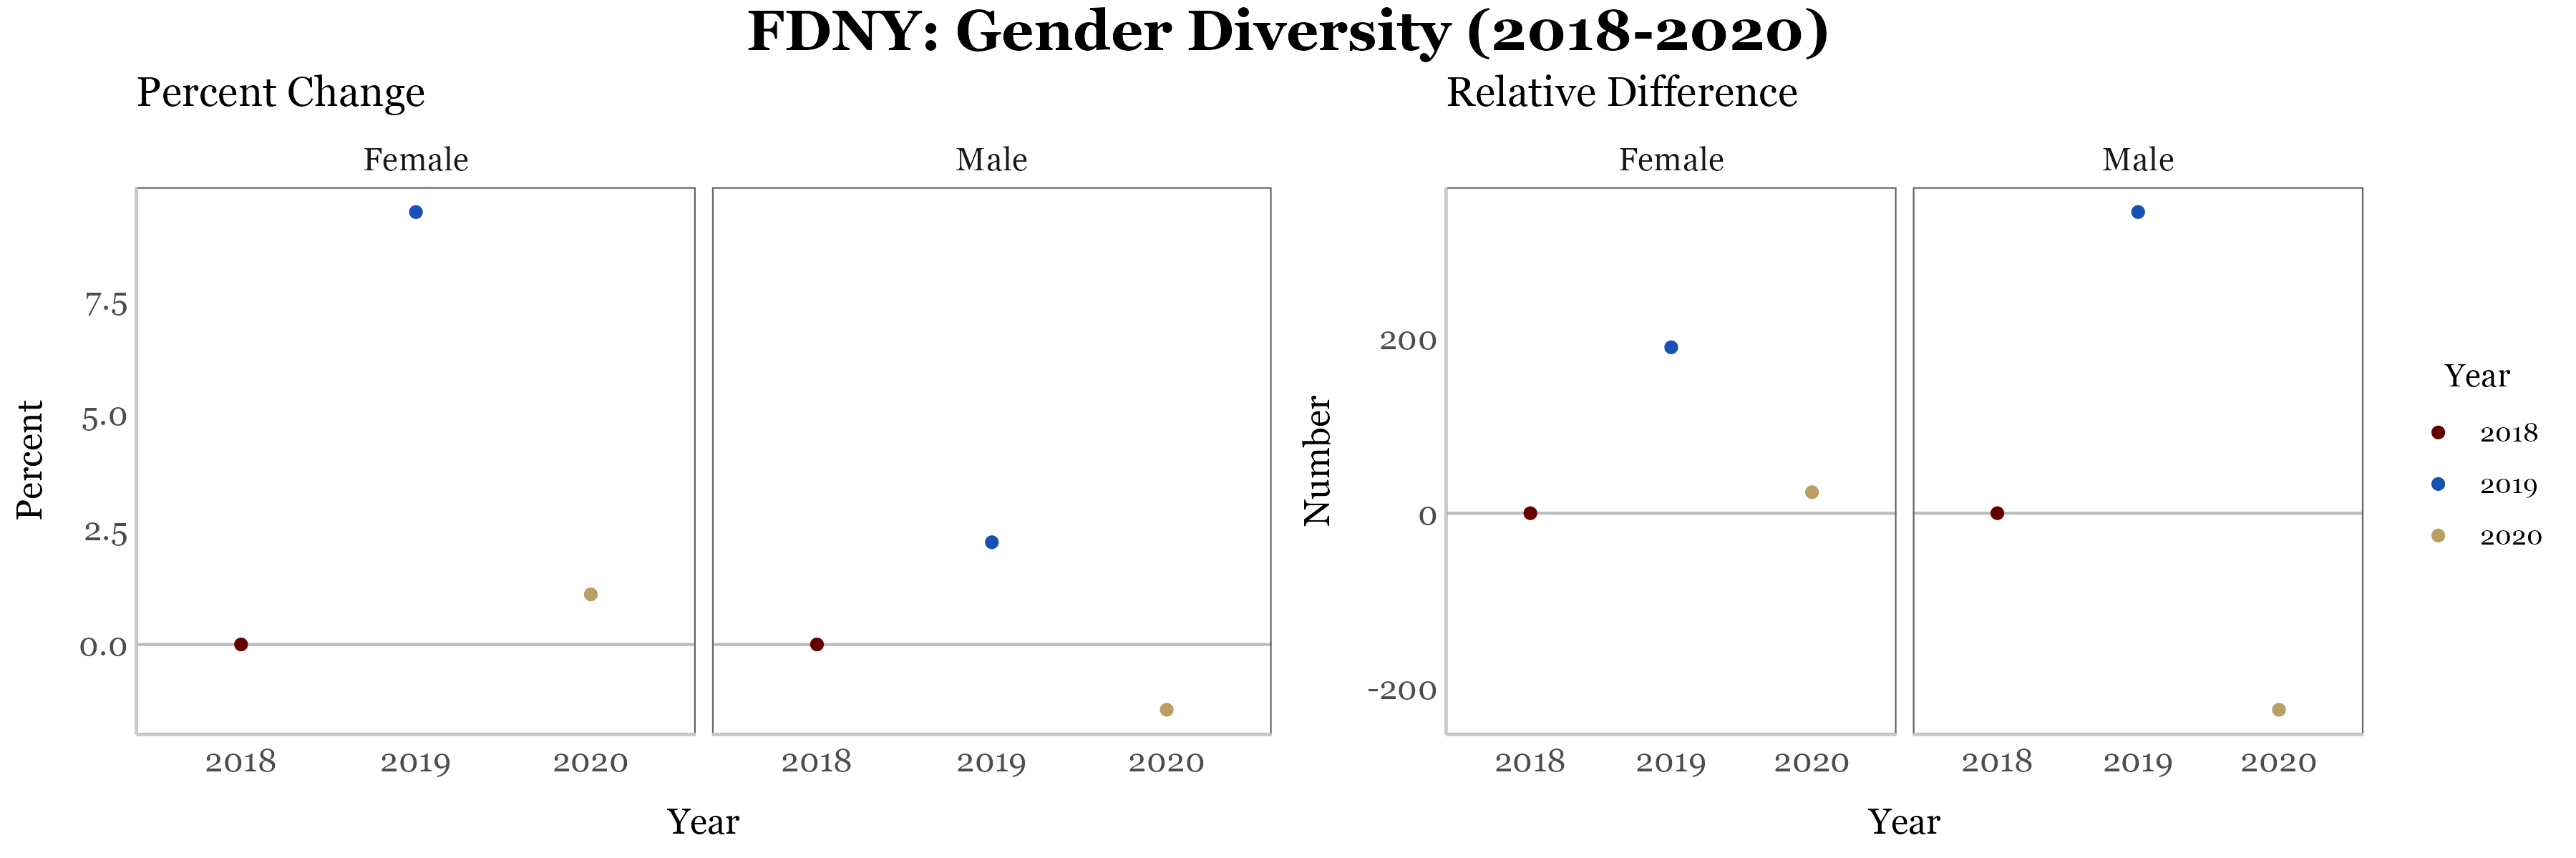 FDNY: Gender Diversity (2018-2020)
Percent Change
Female
Male
Percent
7.5
5.0
2.5
0.0
2018 2019 2020
2018 2019 2020
Year
Relative Difference
Female
Male
Number
200
0
-200
2018 2019 2020
2018 2019 2020
Year
Year
2018
2019
2020